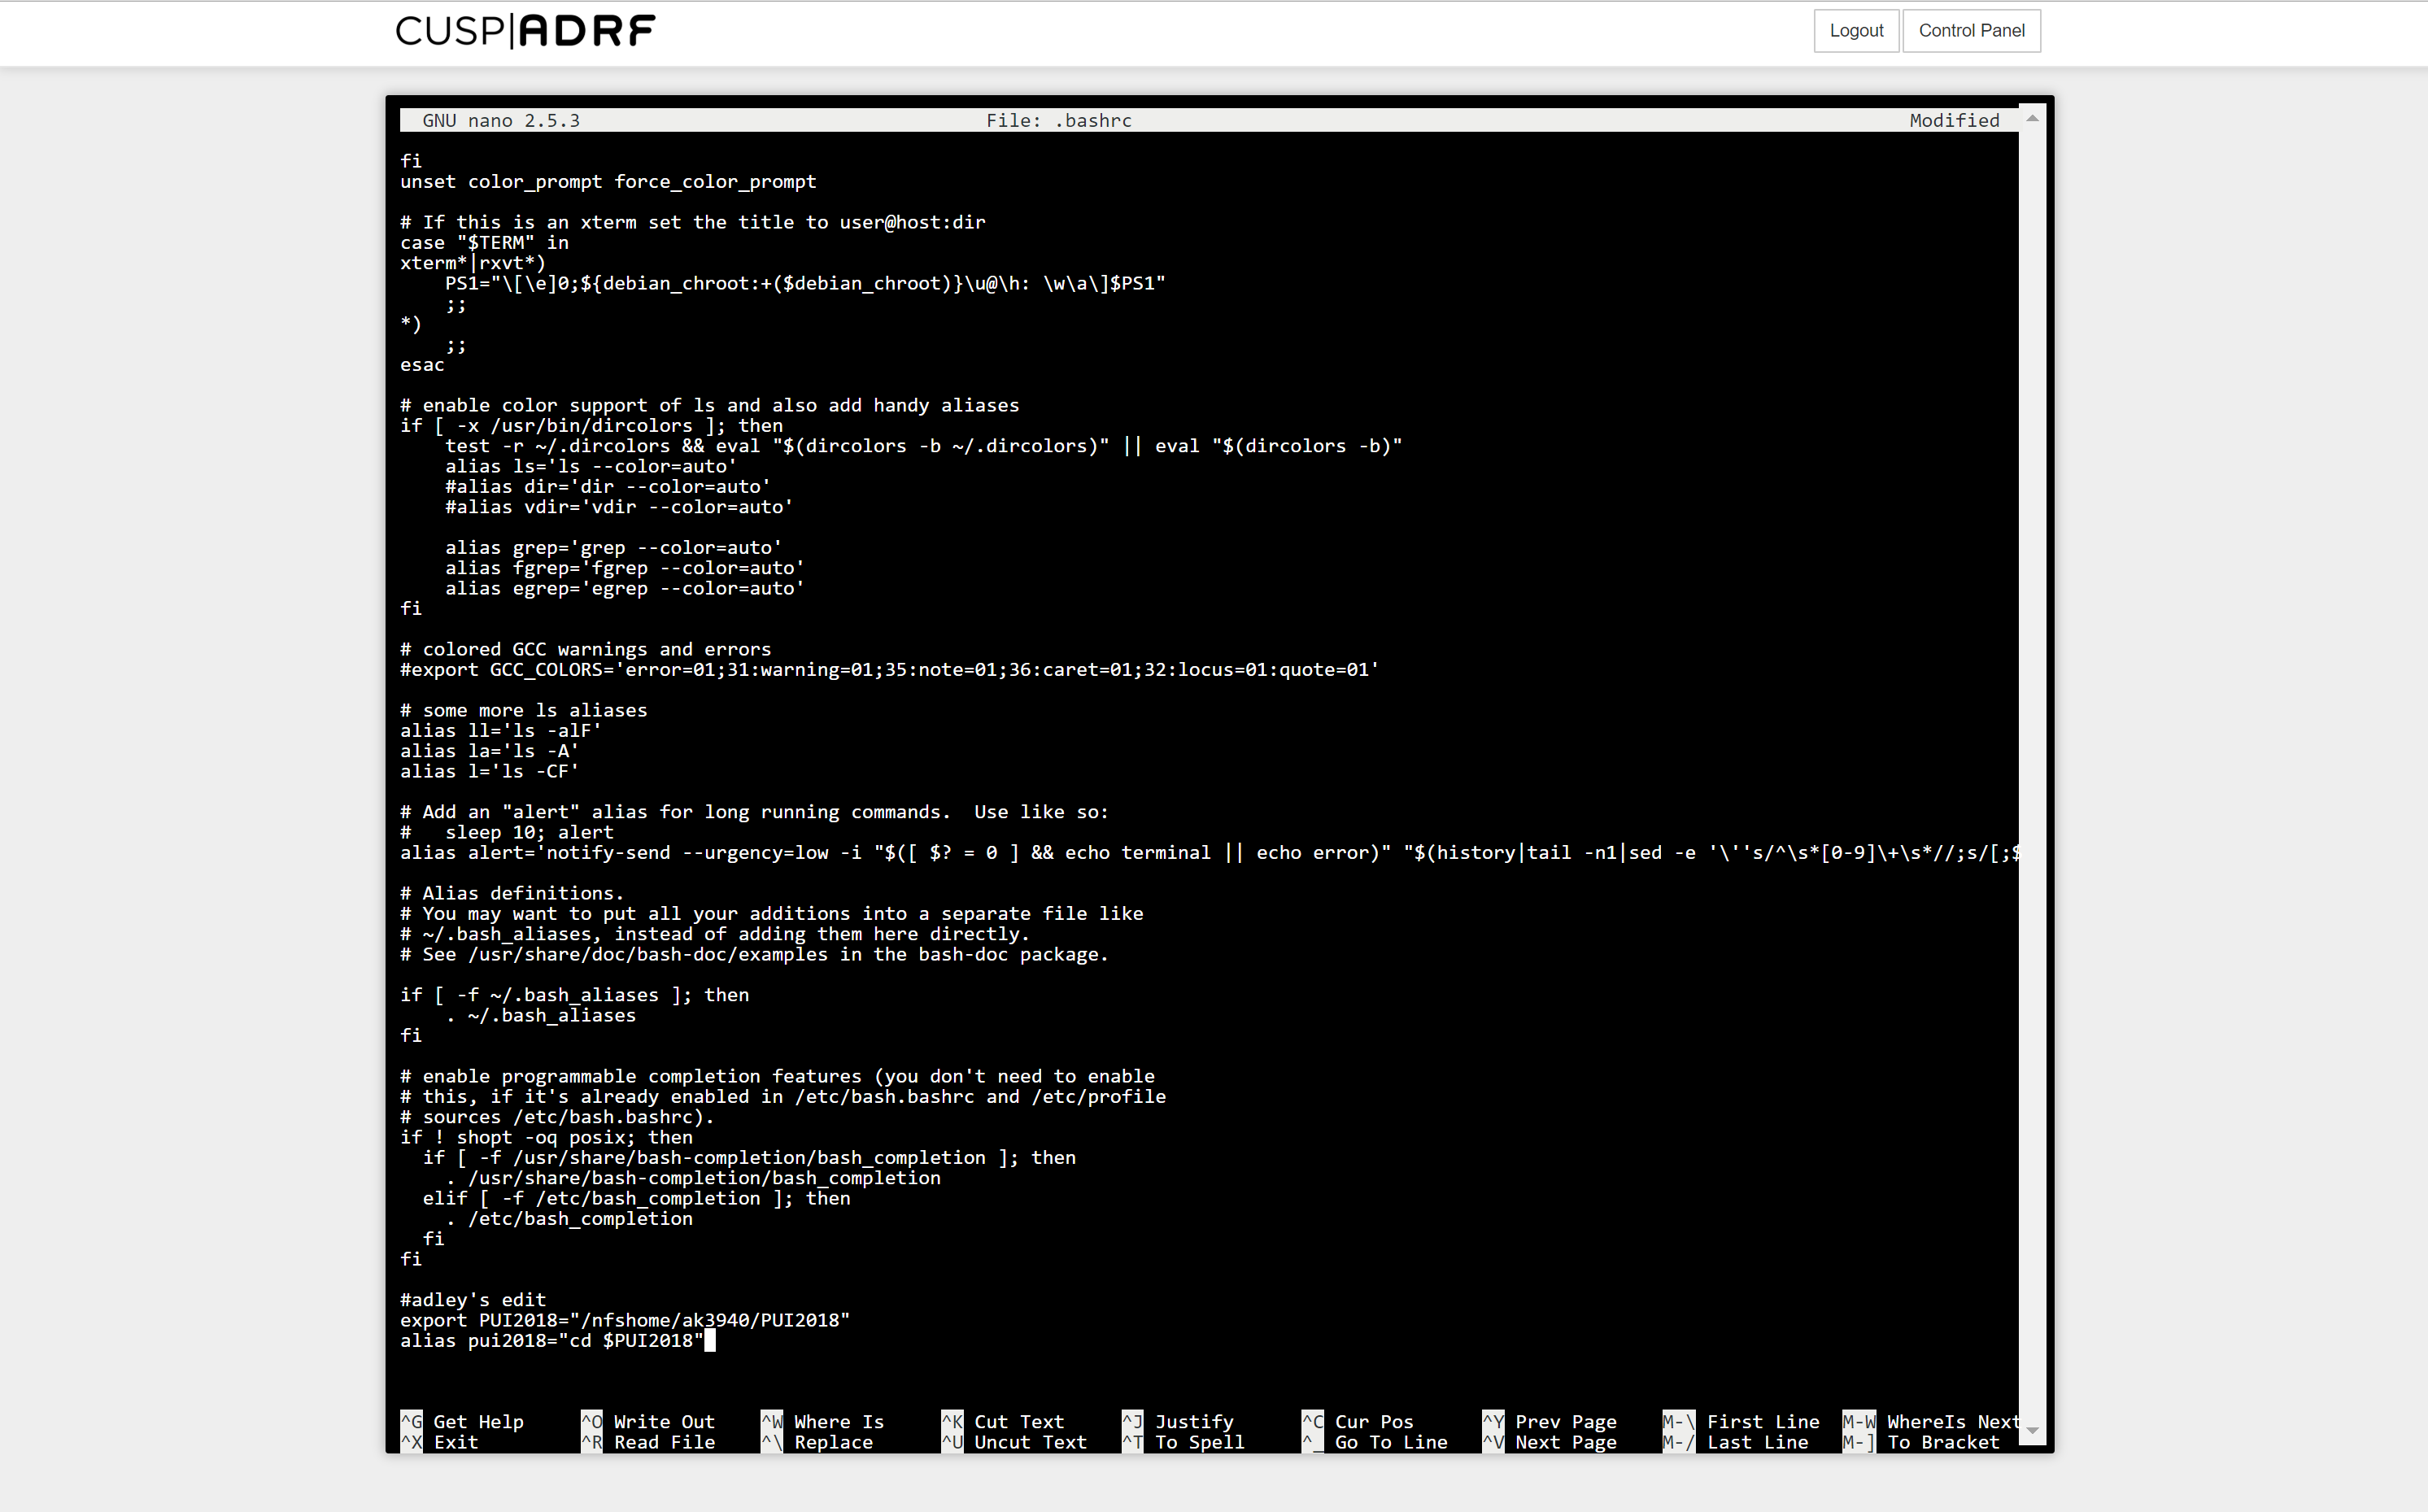 CUSP|ADRF
Logout
Control Panel
GNU nano 2.5.3 File: .bashrc Modified
fi
unset color_prompt force_color_prompt
# If this is an xterm set the title to user@host:dir
case "$TERM" in
xterm*|rxvt*)
    PS1="\[\e]0;${debian_chroot:+($debian_chroot)}\u@\h: \w\a\]$PS1"
    ;;
*)
    ;;
esac
# enable color support of ls and also add handy aliases
if [ -x /usr/bin/dircolors ]; then
    test -r ~/.dircolors && eval "$(dircolors -b ~/.dircolors)" || eval "$(dircolors -b)"
    alias ls='ls --color=auto'
    #alias dir='dir --color=auto'
    #alias vdir='vdir --color=auto'
    alias grep='grep --color=auto'
    alias fgrep='fgrep --color=auto'
    alias egrep='egrep --color=auto'
fi
# colored GCC warnings and errors
#export GCC_COLORS='error=01;31:warning=01;35:note=01;36:caret=01;32:locus=01:quote=01'
# some more ls aliases
alias ll='ls -alF'
alias la='ls -A'
alias l='ls -CF'
# Add an "alert" alias for long running commands.  Use like so:
#   sleep 10; alert
alias alert='notify-send --urgency=low -i "$([ $? = 0 ] && echo terminal || echo error)" "$(history|tail -n1|sed -e '\''s/^\s*[0-9]\+\s*//;s/[;$
# Alias definitions.
# You may want to put all your additions into a separate file like
# ~/.bash_aliases, instead of adding them here directly.
# See /usr/share/doc/bash-doc/examples in the bash-doc package.
if [ -f ~/.bash_aliases ]; then
    . ~/.bash_aliases
fi
# enable programmable completion features (you don't need to enable
# this, if it's already enabled in /etc/bash.bashrc and /etc/profile
# sources /etc/bash.bashrc).
if ! shopt -oq posix; then
  if [ -f /usr/share/bash-completion/bash_completion ]; then
    . /usr/share/bash-completion/bash_completion
  elif [ -f /etc/bash_completion ]; then
    . /etc/bash_completion
  fi
fi
#adley's edit
export PUI2018="/nfshome/ak3940/PUI2018"
alias pui2018="cd $PUI2018"
^G Get Help ^O Write Out ^W Where Is ^K Cut Text ^J Justify ^C Cur Pos ^Y Prev Page M-\ First Line M-W WhereIs Next
^X Exit ^R Read File ^\ Replace ^U Uncut Text ^T To Spell ^_ Go To Line ^V Next Page M-/ Last Line M-] To Bracket